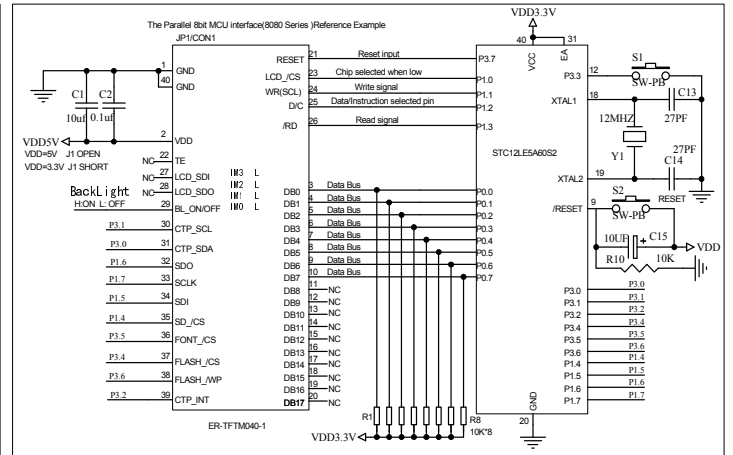 The Parallel 8bit MCU interface(8080 Series )Reference Example
JP1/CON1
VDD3.3V
1 GND
40 GND
C1 C2
10uf 0.1uf
VDD5V
VDD=5V J1 OPEN
VDD=3.3V J1 SHORT
2 VDD
NC 22 TE
NC 27 LCD_SDI
NC 28 LCD_SDO
BackLight
H:ON L: OFF
29 BL_ON/OFF
P3.1 30 CTP_SCL
P3.0 31 CTP_SDA
P1.6 32 SDO
P1.7 33 SCLK
P1.5 34 SDI
P1.4 35 SD_/CS
P3.5 36 FONT_/CS
P3.4 37 FLASH_/CS
P3.6 38 FLASH_/WP
P3.2 39 CTP_INT
IM3 L
IM2 L
IM1 L
IM0 L
RESET 21 Reset input P3.7
LCD_/CS 23 Chip selected when low P1.0
WR(SCL) 24 Write signal P1.1
D/C 25 Data/Instruction selected pin P1.2
/RD 26 Read signal P1.3
DB0 3 Data Bus P0.0
DB1 4 Data Bus P0.1
DB2 5 Data Bus P0.2
DB3 6 Data Bus P0.3
DB4 7 Data Bus P0.4
DB5 8 Data Bus P0.5
DB6 9 Data Bus P0.6
DB7 10 Data Bus P0.7
DB8 11 NC
DB9 12 NC
DB10 13 NC
DB11 14 NC
DB12 15 NC
DB13 16 NC
DB14 17 NC
DB15 18 NC
DB16 19 NC
DB17 20 NC
ER-TFTM040-1
R1 R8
10K*8
VDD3.3V
40 VCC
EA 31
STC12LE5A60S2
P3.3 12
S1
SW-PB
XTAL1 18
C13
27PF
12MHZ
Y1
27PF
C14
XTAL2 19
RESET
S2
/RESET 9
SW-PB
10UF + C15
VDD
R10 10K
P3.0 P3.0
P3.1 P3.1
P3.2 P3.2
P3.4 P3.4
P3.5 P3.5
P3.6 P3.6
P1.4 P1.4
P1.5 P1.5
P1.6 P1.6
P1.7 P1.7
20 GND